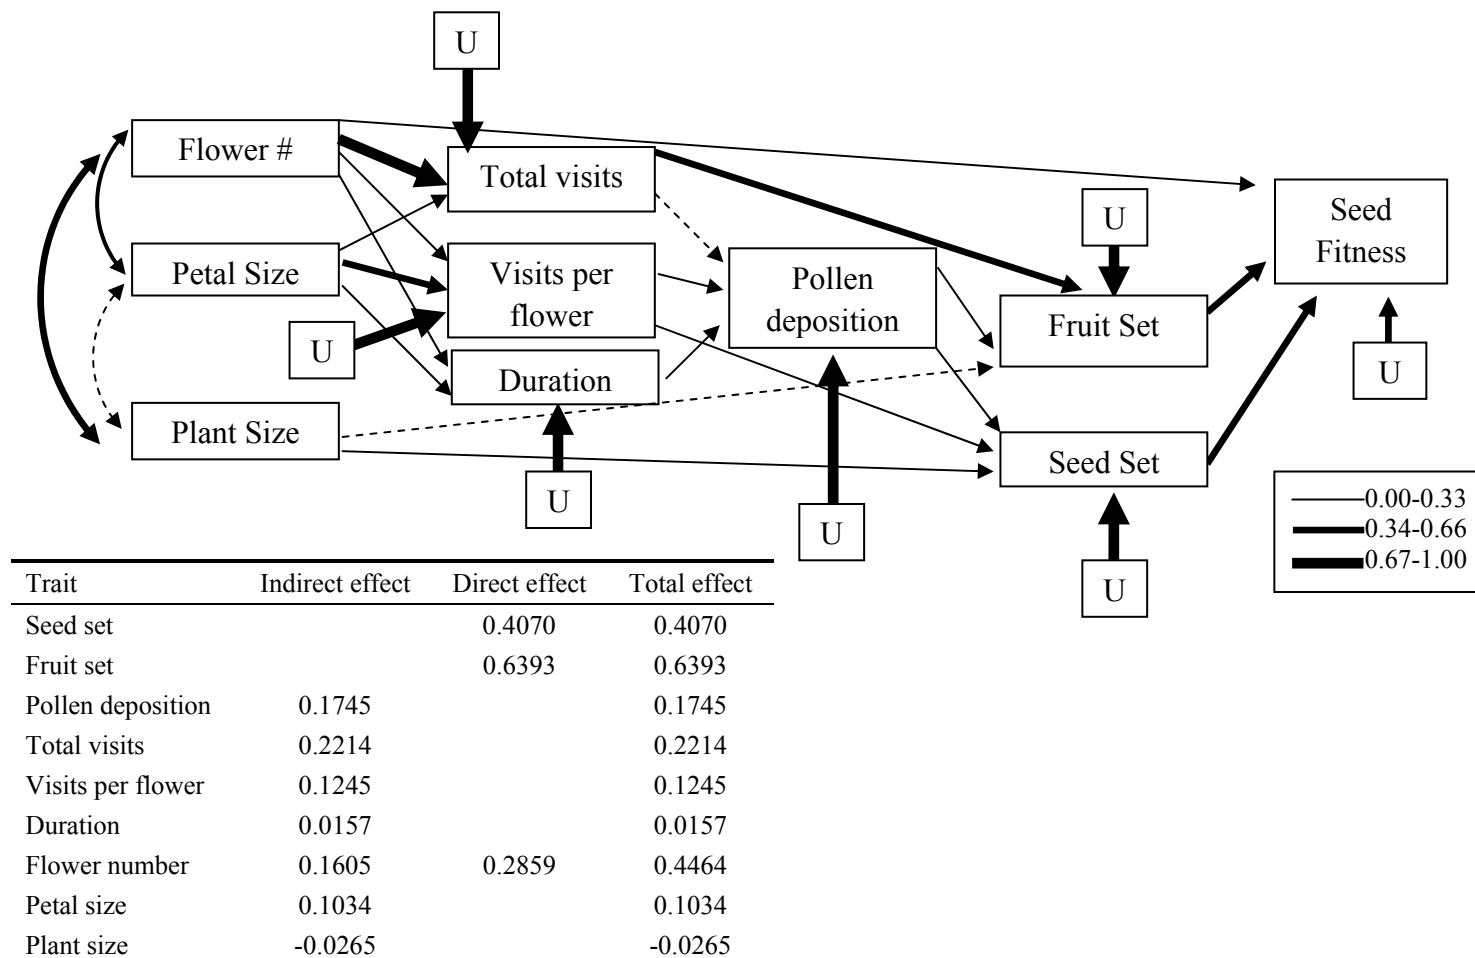 U
Flower #
Total visits
Seed
Fitness
U
Petal Size
Visits per
flower
Pollen
deposition
Fruit Set
U
U
Duration
Plant Size
Seed Set
U
U
U
0.00-0.33
0.34-0.66
0.67-1.00
Trait Indirect effect Direct effect Total effect
Seed set 0.4070 0.4070
Fruit set 0.6393 0.6393
Pollen deposition 0.1745 0.1745
Total visits 0.2214 0.2214
Visits per flower 0.1245 0.1245
Duration 0.0157 0.0157
Flower number 0.1605 0.2859 0.4464
Petal size 0.1034 0.1034
Plant size -0.0265 -0.0265